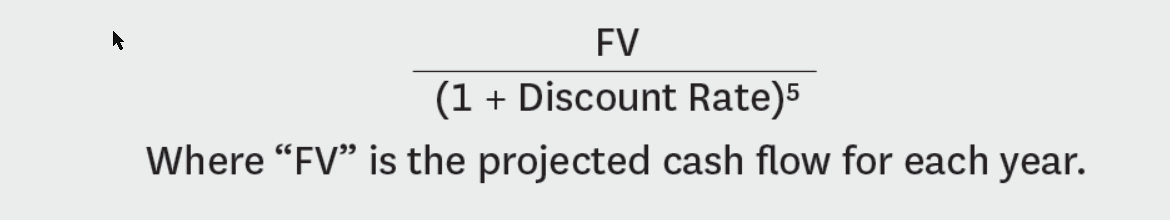 FV
(1 + Discount Rate)⁵
Where “FV” is the projected cash flow for each year.